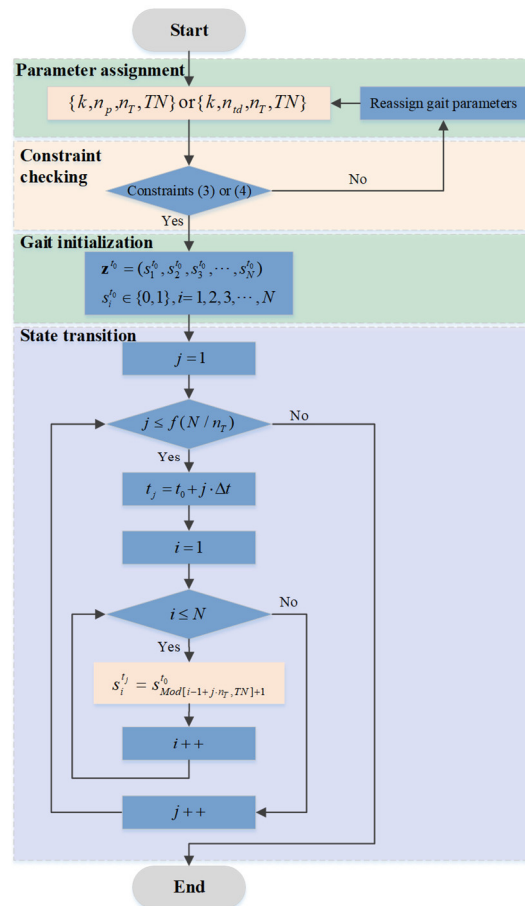 Start
Parameter assignment
{k, n_p, n_T, TN} or {k, n_{td}, n_T, TN}
Reassign gait parameters
Constraint
checking
Constraints (3) or (4)
No
Yes
Gait initialization
z^{t_0} = (s_1^{t_0}, s_2^{t_0}, s_3^{t_0}, ⋯, s_N^{t_0})
s_i^{t_0} ∈ {0,1}, i = 1, 2, 3, ⋯, N
State transition
j = 1
j ≤ f(N / n_T)
No
Yes
t_j = t_0 + j · Δt
i = 1
i ≤ N
No
Yes
s_i^{t_j} = s_{Mod[i-1+j·n_T, TN]+1}^{t_0}
i++
j++
End